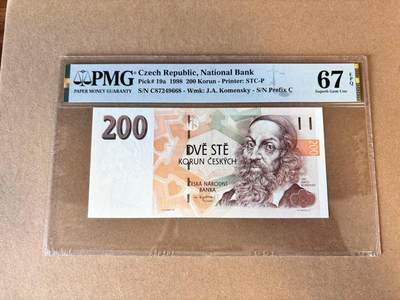 PMG
PAPER MONEY GUARANTY
Czech Republic, National Bank
Pick# 19a 1998 200 Korun - Printer: STC-P
S/N C87249668 - Wmk: J.A. Komensky - S/N Prefix C
67 EPQ
Superb Gem Unc
200
DVĚ STĚ
KORUN ČESKÝCH
ČESKÁ NÁRODNÍ
BANKA
200